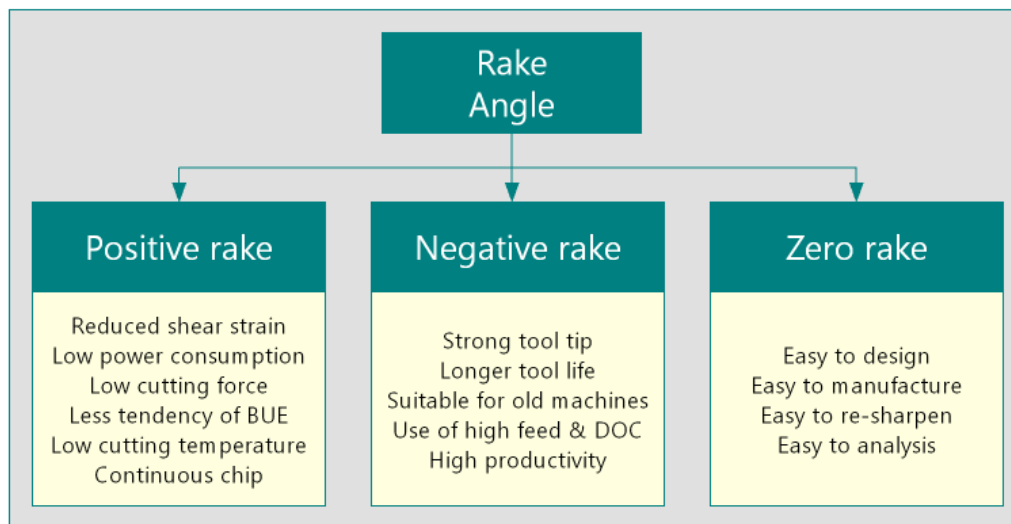 Rake
Angle
Positive rake
Reduced shear strain
Low power consumption
Low cutting force
Less tendency of BUE
Low cutting temperature
Continuous chip
Negative rake
Strong tool tip
Longer tool life
Suitable for old machines
Use of high feed & DOC
High productivity
Zero rake
Easy to design
Easy to manufacture
Easy to re-sharpen
Easy to analysis